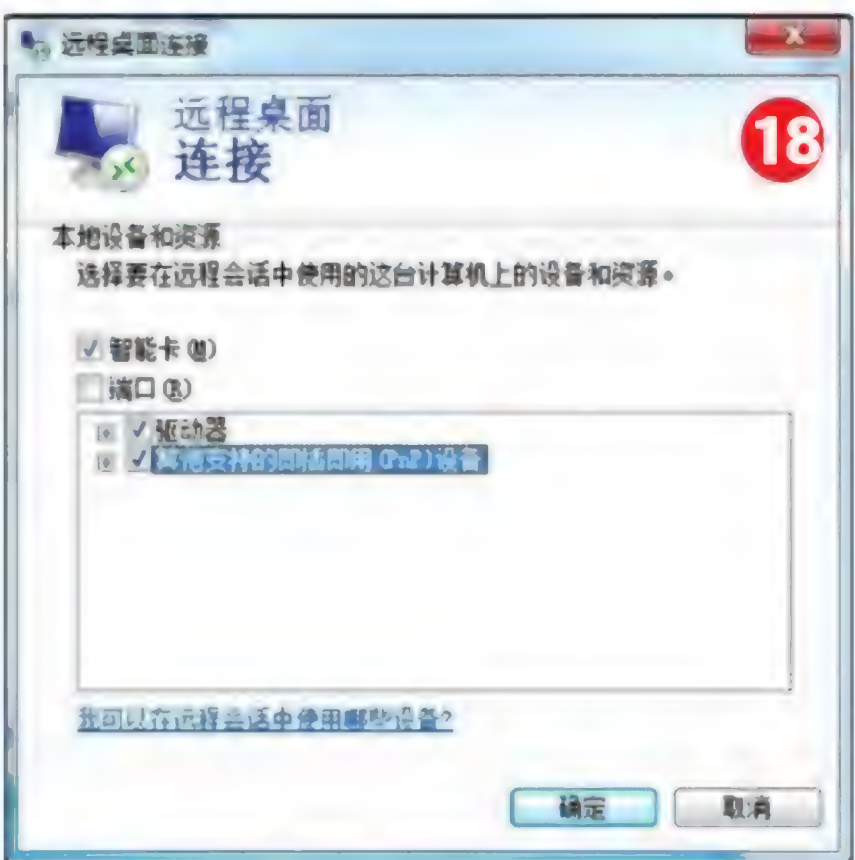 远程桌面连接
远程桌面
连接
18
本地设备和资源
选择要在远程会话中使用的这台计算机上的设备和资源。
智能卡(M)
端口(R)
驱动器
其他支持的即插即用(PnP)设备
我可以在远程会话中使用哪些设备?
确定
取消